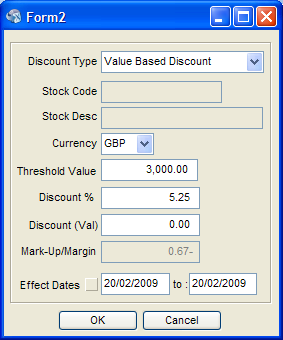 Form2
Discount Type Value Based Discount
Stock Code
Stock Desc
Currency GBP
Threshold Value 3,000.00
Discount % 5.25
Discount (Val) 0.00
Mark-Up/Margin 0.67-
Effect Dates 20/02/2009 to : 20/02/2009
OK Cancel